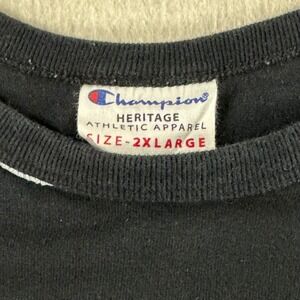 Champion®
HERITAGE
ATHLETIC APPAREL
SIZE-2XLARGE